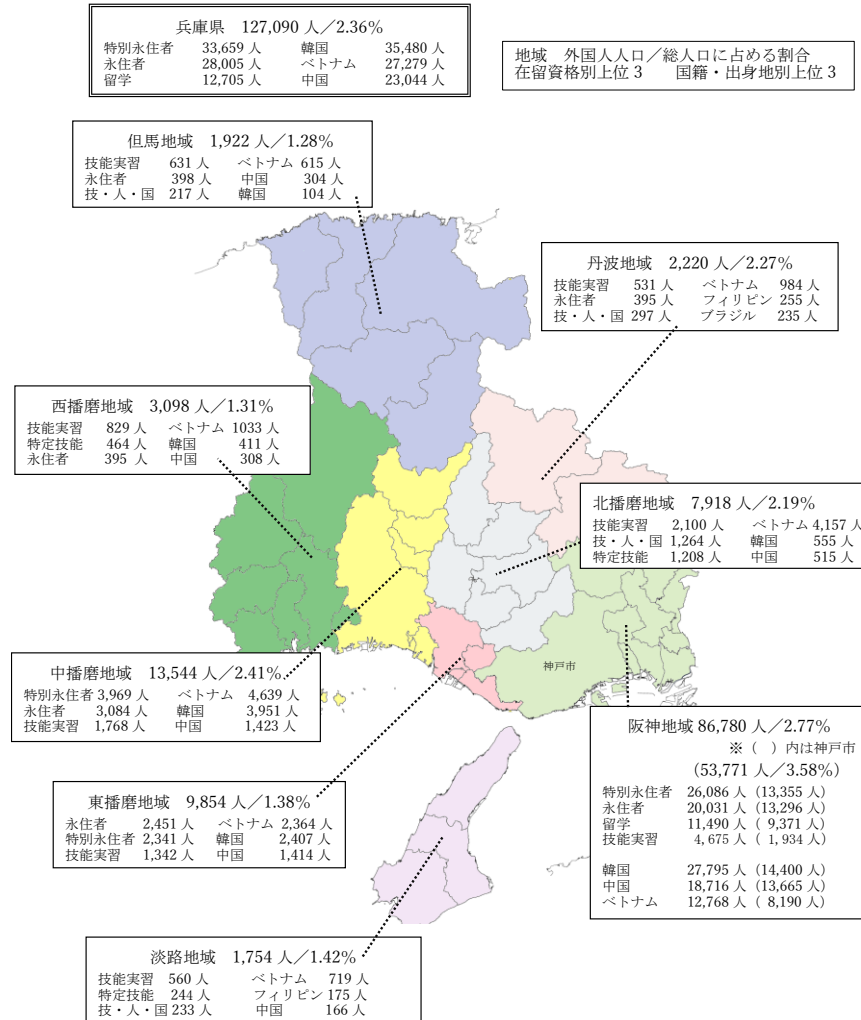 兵庫県 127,090 人／2.36%
特別永住者 33,659 人 韓国 35,480 人
永住者 28,005 人 ベトナム 27,279 人
留学 12,705 人 中国 23,044 人
地域 外国人人口／総人口に占める割合
在留資格別上位 3 国籍・出身地別上位 3
但馬地域 1,922 人／1.28%
技能実習 631 人 ベトナム 615 人
永住者 398 人 中国 304 人
技・人・国 217 人 韓国 104 人
丹波地域 2,220 人／2.27%
技能実習 531 人 ベトナム 984 人
永住者 395 人 フィリピン 255 人
技・人・国 297 人 ブラジル 235 人
西播磨地域 3,098 人／1.31%
技能実習 829 人 ベトナム 1033 人
特定技能 464 人 韓国 411 人
永住者 395 人 中国 308 人
北播磨地域 7,918 人／2.19%
技能実習 2,100 人 ベトナム 4,157 人
技・人・国 1,264 人 韓国 555 人
特定技能 1,208 人 中国 515 人
神戸市
中播磨地域 13,544 人／2.41%
特別永住者 3,969 人 ベトナム 4,639 人
永住者 3,084 人 韓国 3,951 人
技能実習 1,768 人 中国 1,423 人
阪神地域 86,780 人／2.77%
※（ ）内は神戸市
(53,771 人／3.58%)
特別永住者 26,086 人 (13,355 人)
永住者 20,031 人 (13,296 人)
留学 11,490 人 ( 9,371 人)
技能実習 4,675 人 ( 1,934 人)
韓国 27,795 人 (14,400 人)
中国 18,716 人 (13,665 人)
ベトナム 12,768 人 ( 8,190 人)
東播磨地域 9,854 人／1.38%
永住者 2,451 人 ベトナム 2,364 人
特別永住者 2,341 人 韓国 2,407 人
技能実習 1,342 人 中国 1,414 人
淡路地域 1,754 人／1.42%
技能実習 560 人 ベトナム 719 人
特定技能 244 人 フィリピン 175 人
技・人・国 233 人 中国 166 人